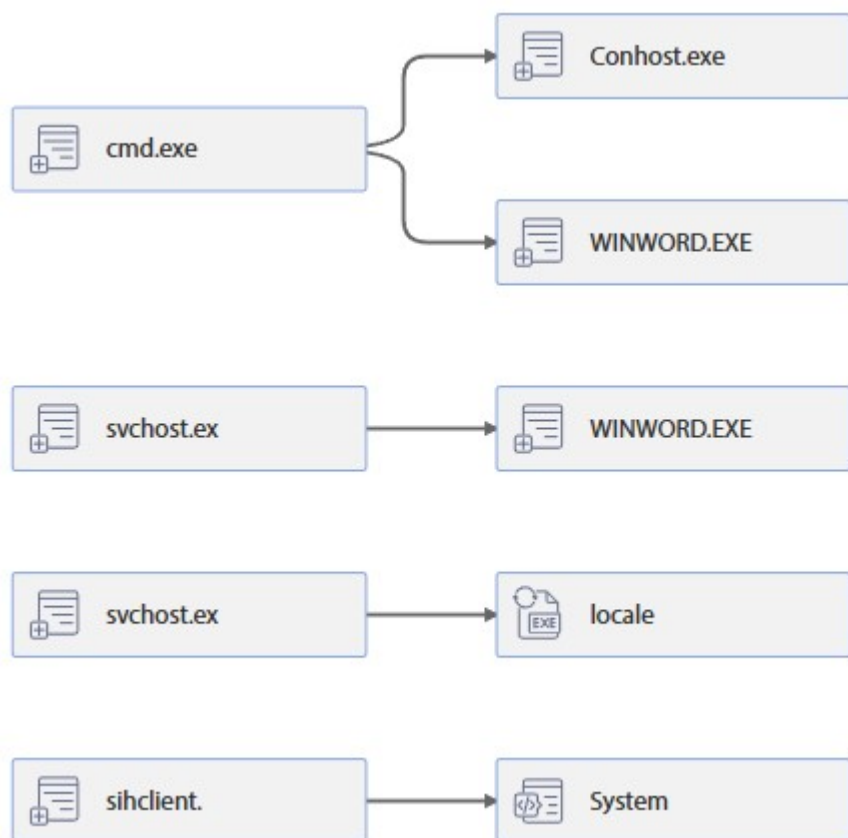 Conhost.exe
cmd.exe
WINWORD.EXE
svchost.ex
WINWORD.EXE
svchost.ex
EXE
locale
sihclient.
</> System